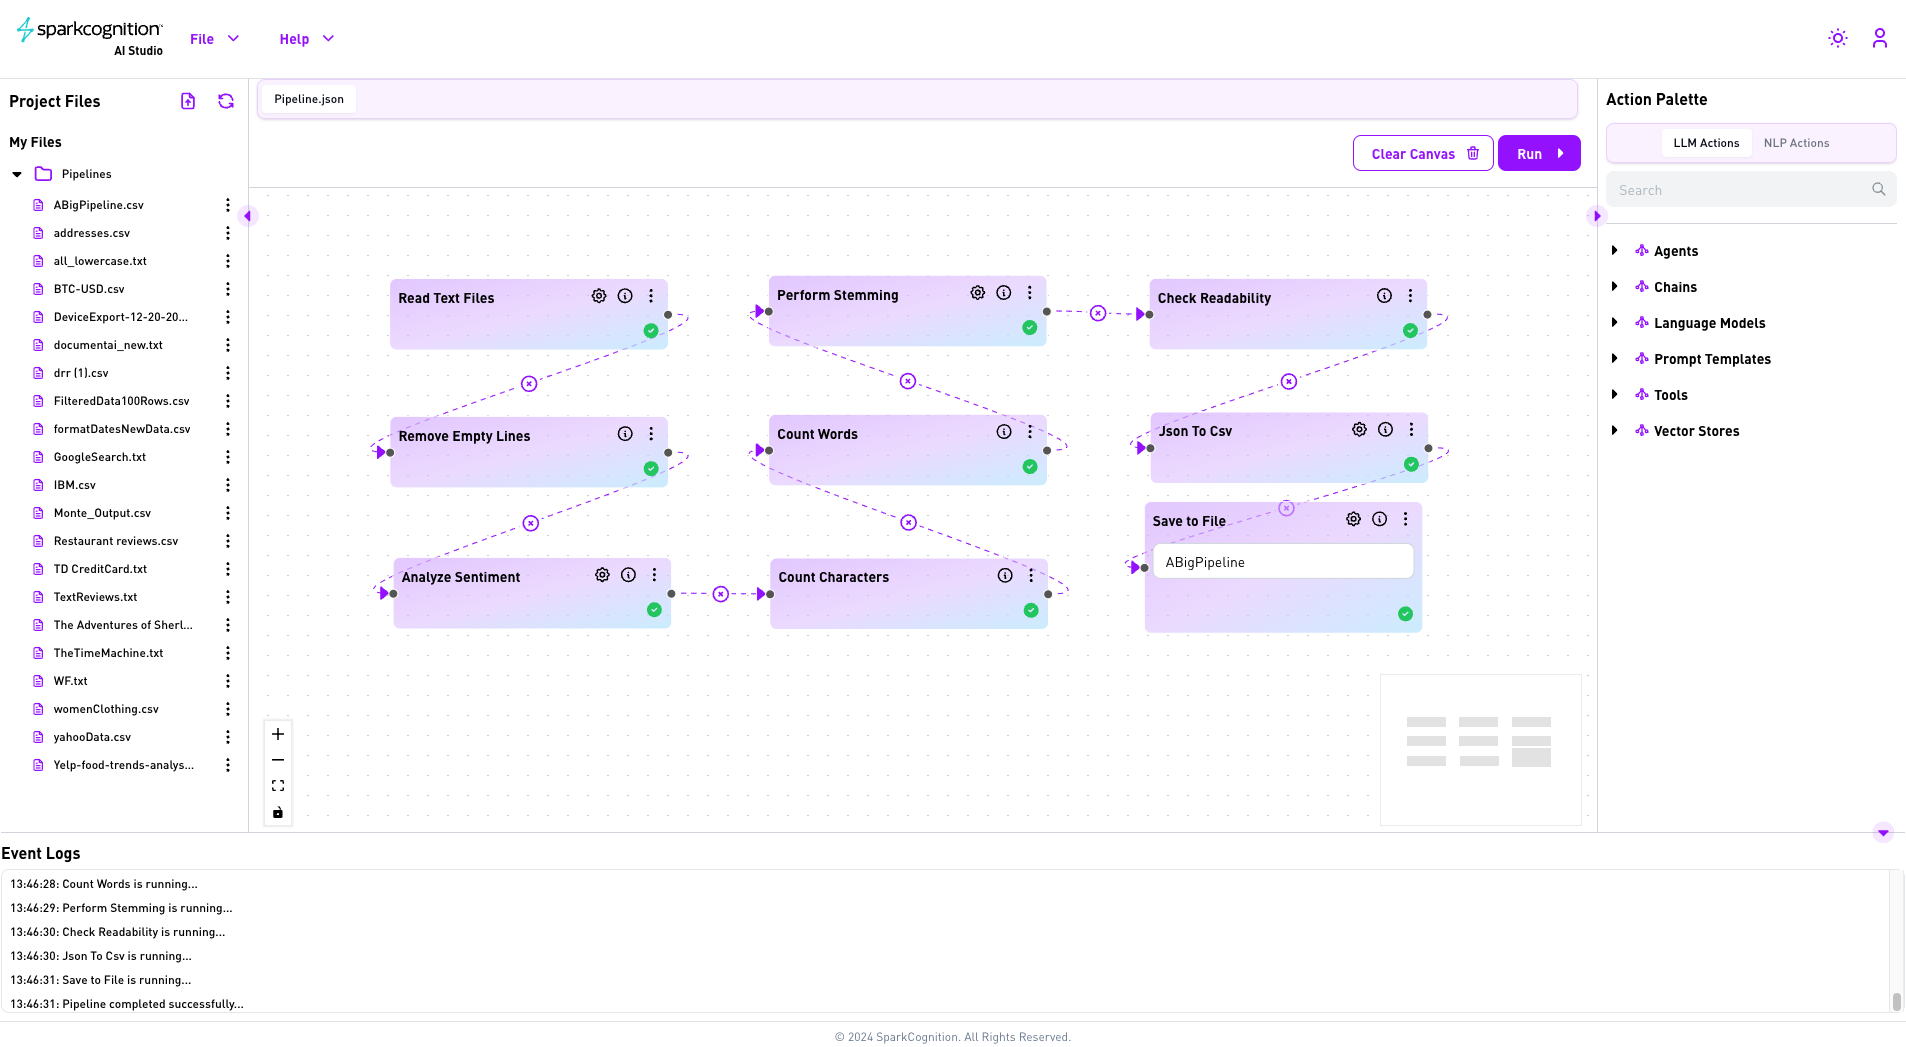 sparkcognition™
AI Studio
File
Help
Project Files
My Files
Pipelines
ABigPipeline.csv
addresses.csv
all_lowercase.txt
BTC-USD.csv
DeviceExport-12-20-20...
documentai_new.txt
drr (1).csv
FilteredData100Rows.csv
formatDatesNewData.csv
GoogleSearch.txt
IBM.csv
Monte_Output.csv
Restaurant reviews.csv
TD CreditCard.txt
TextReviews.txt
The Adventures of Sherl...
TheTimeMachine.txt
WF.txt
womenClothing.csv
yahooData.csv
Yelp-food-trends-analys...
Pipeline.json
Clear Canvas
Run
Read Text Files
Remove Empty Lines
Analyze Sentiment
Count Characters
Count Words
Perform Stemming
Check Readability
Json To Csv
Save to File
ABigPipeline
Action Palette
LLM Actions
NLP Actions
Search
Agents
Chains
Language Models
Prompt Templates
Tools
Vector Stores
Event Logs
13:46:28: Count Words is running...
13:46:29: Perform Stemming is running...
13:46:30: Check Readability is running...
13:46:30: Json To Csv is running...
13:46:31: Save to File is running...
13:46:31: Pipeline completed successfully...
© 2024 SparkCognition. All Rights Reserved.